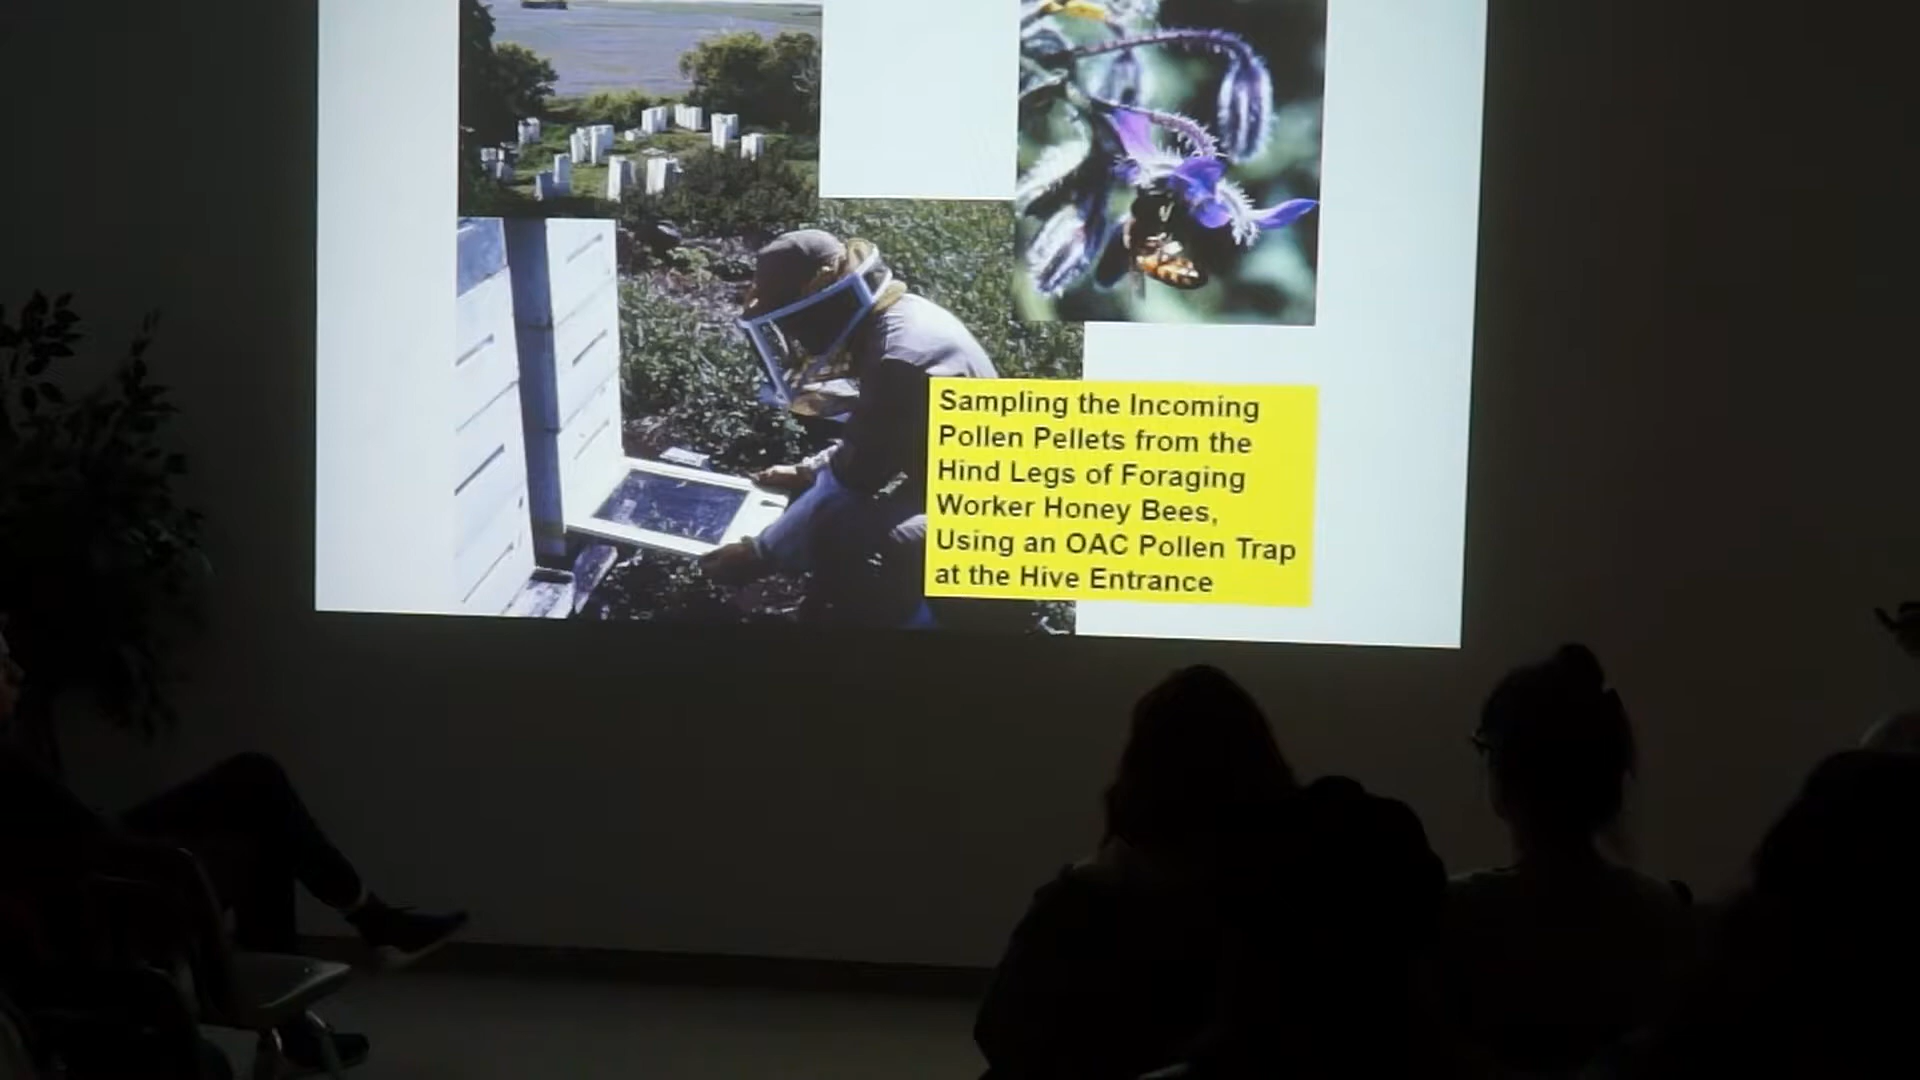 Sampling the Incoming
Pollen Pellets from the
Hind Legs of Foraging
Worker Honey Bees,
Using an OAC Pollen Trap
at the Hive Entrance